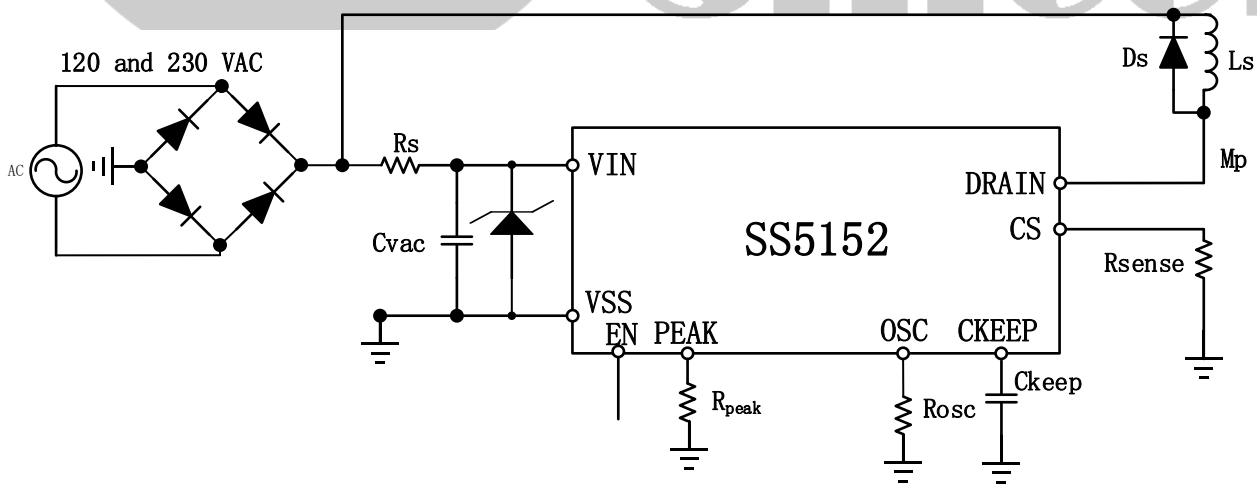 120 and 230 VAC
AC
Rs
Cvac
VIN
VSS
EN
PEAK
OSC
CKEEP
SS5152
DRAIN
CS
Ds
Ls
Mp
Rsense
Rpeak
Rosc
Ckeep